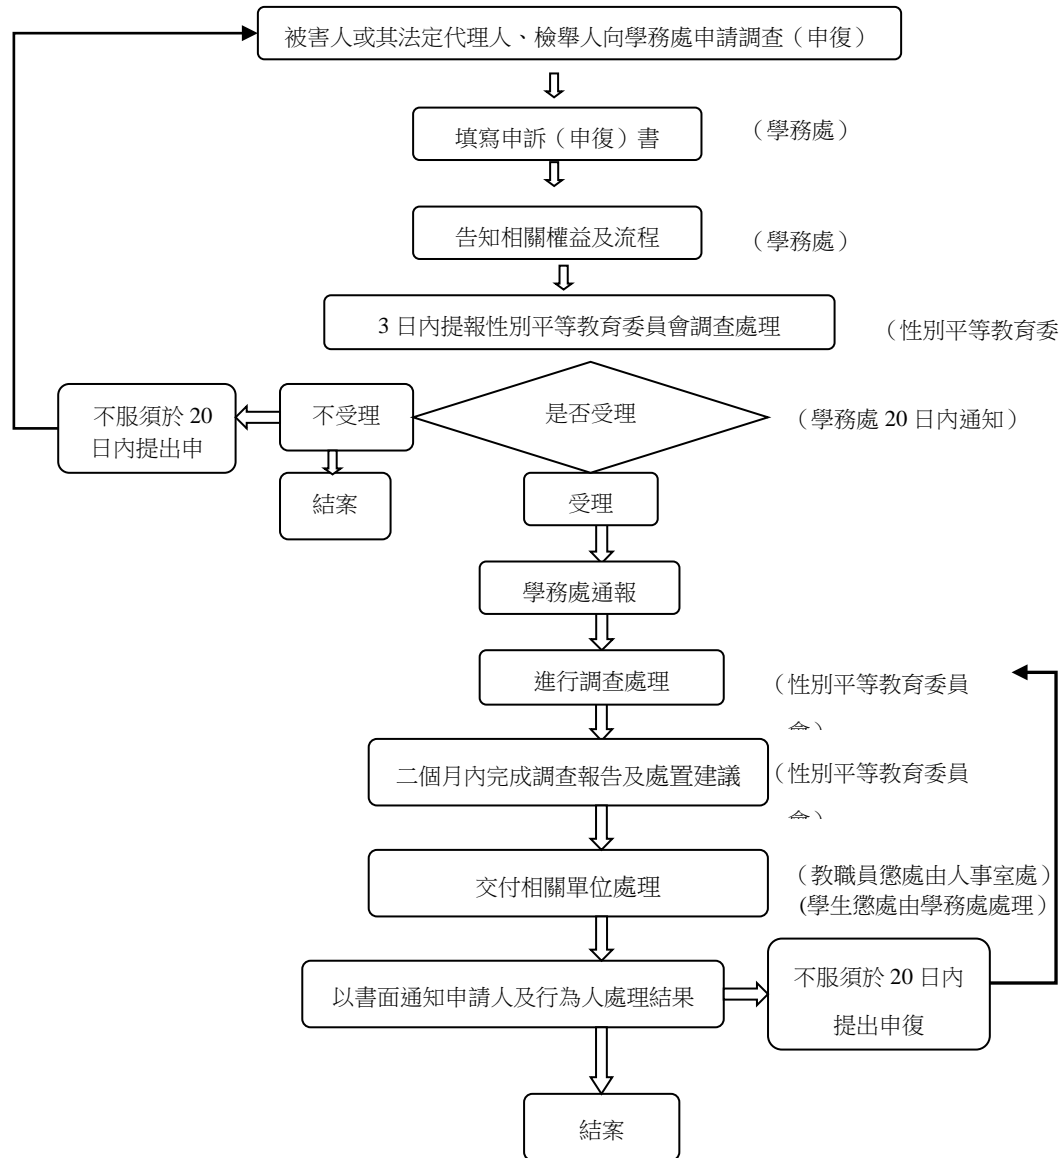 被害人或其法定代理人、檢舉人向學務處申請調查（申復）
填寫申訴（申復）書
（學務處）
告知相關權益及流程
（學務處）
3 日內提報性別平等教育委員會調查處理
（性別平等教育委
不服須於 20
日內提出申
不受理
是否受理
（學務處 20 日內通知）
結案
受理
學務處通報
進行調查處理
（性別平等教育委員
二個月內完成調查報告及處置建議
（性別平等教育委員
交付相關單位處理
（教職員懲處由人事室處）
(學生懲處由學務處處理）
以書面通知申請人及行為人處理結果
不服須於 20 日內
提出申復
結案